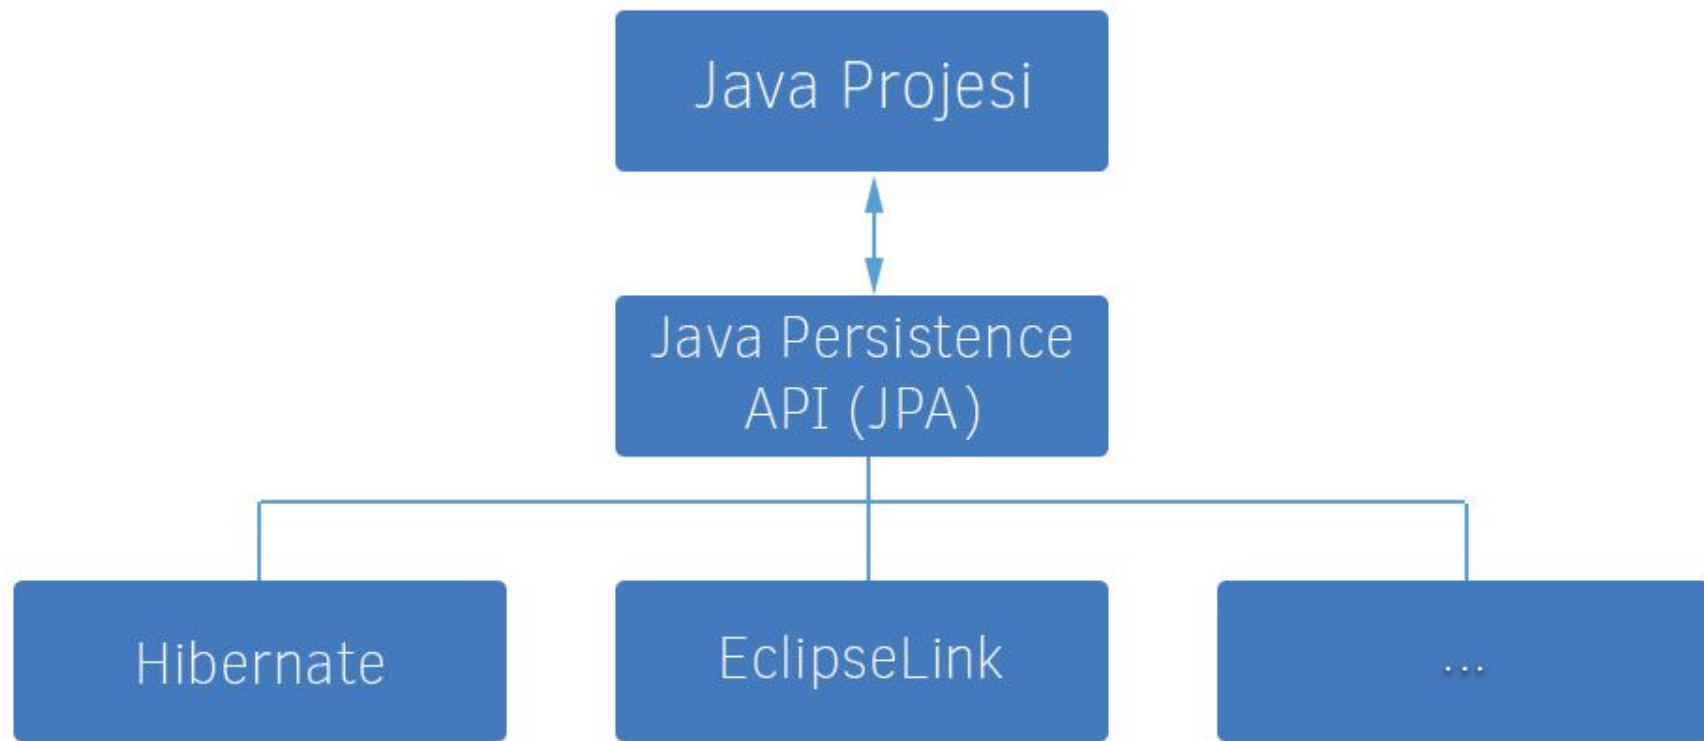 Java Projesi
Java Persistence
API (JPA)
Hibernate
EclipseLink
...